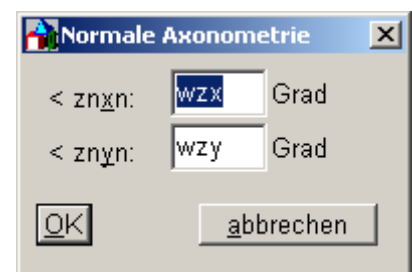 Normale Axonometrie
< znxn: wzx Grad
< znyn: wzy Grad
OK abbrechen